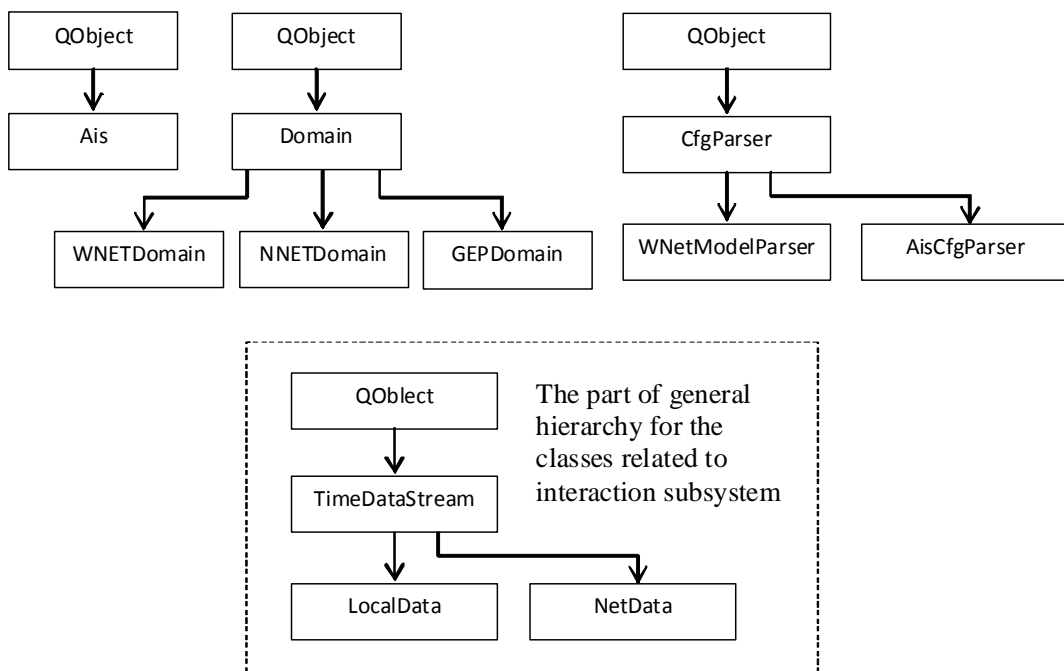 QObject
QObject
QObject
Ais
Domain
CfgParser
WNETDomain
NNETDomain
GEPDomain
WNetModelParser
AisCfgParser
QOblect
The part of general
hierarchy for the
classes related to
interaction subsystem
TimeDataStream
LocalData
NetData